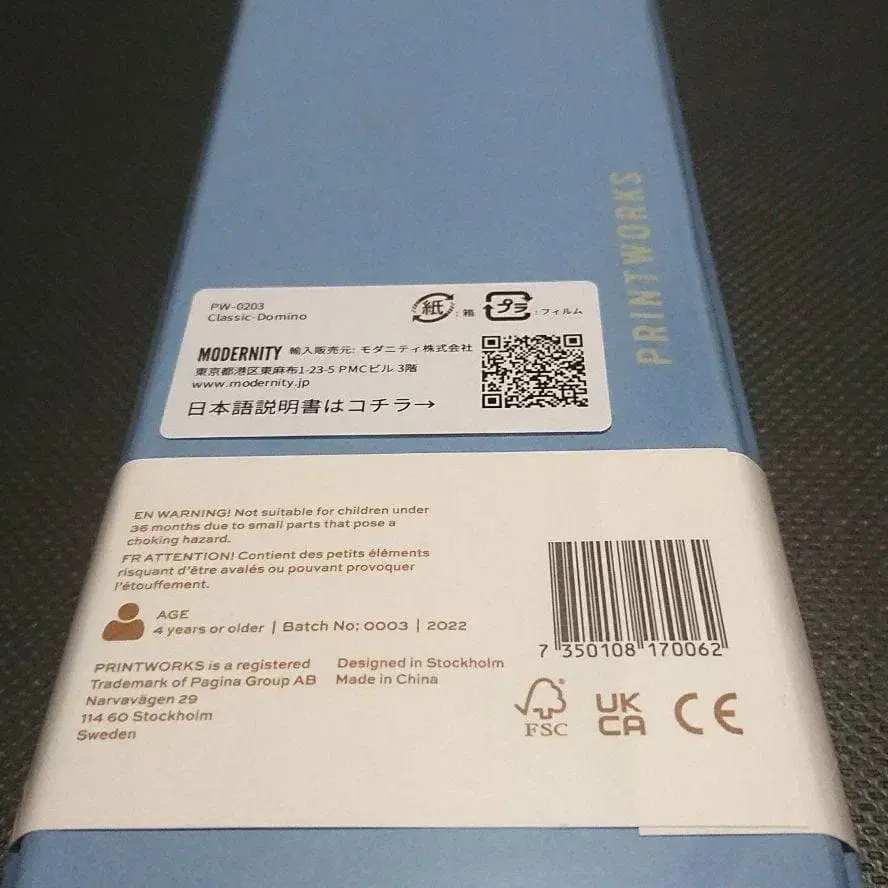 PRINTWORKS
PW-0203
Classic-Domino
紙 : 箱
プラ : フィルム
MODERNITY 輸入販売元: モダニティ株式会社
東京都港区東麻布1-23-5 PMCビル 3階
www.modernity.jp
日本語説明書はコチラ→
EN WARNING! Not suitable for children under
36 months due to small parts that pose a
choking hazard.
FR ATTENTION! Contient des petits éléments
risquant d'être avalés ou pouvant provoquer
l'étouffement.
AGE
4 years or older | Batch No: 0003 | 2022
PRINTWORKS is a registered
Trademark of Pagina Group AB
Narvavägen 29
114 60 Stockholm
Sweden
Designed in Stockholm
Made in China
7 350108 170062
FSC
UK
CA
CE